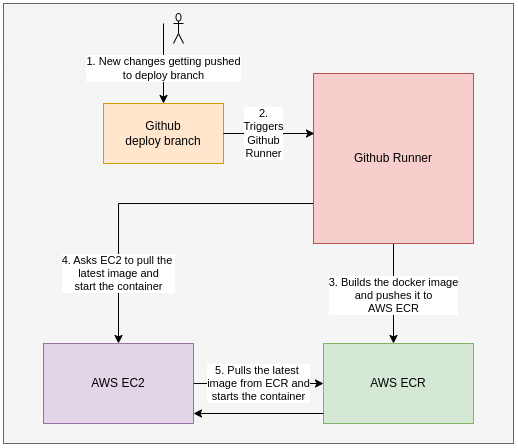 1. New changes getting pushed
to deploy branch
Github
deploy branch
2.
Triggers
Github
Runner
Github Runner
4. Asks EC2 to pull the
latest image and
start the container
3. Builds the docker image
and pushes it to
AWS ECR
AWS EC2
5. Pulls the latest
image from ECR and
starts the container
AWS ECR